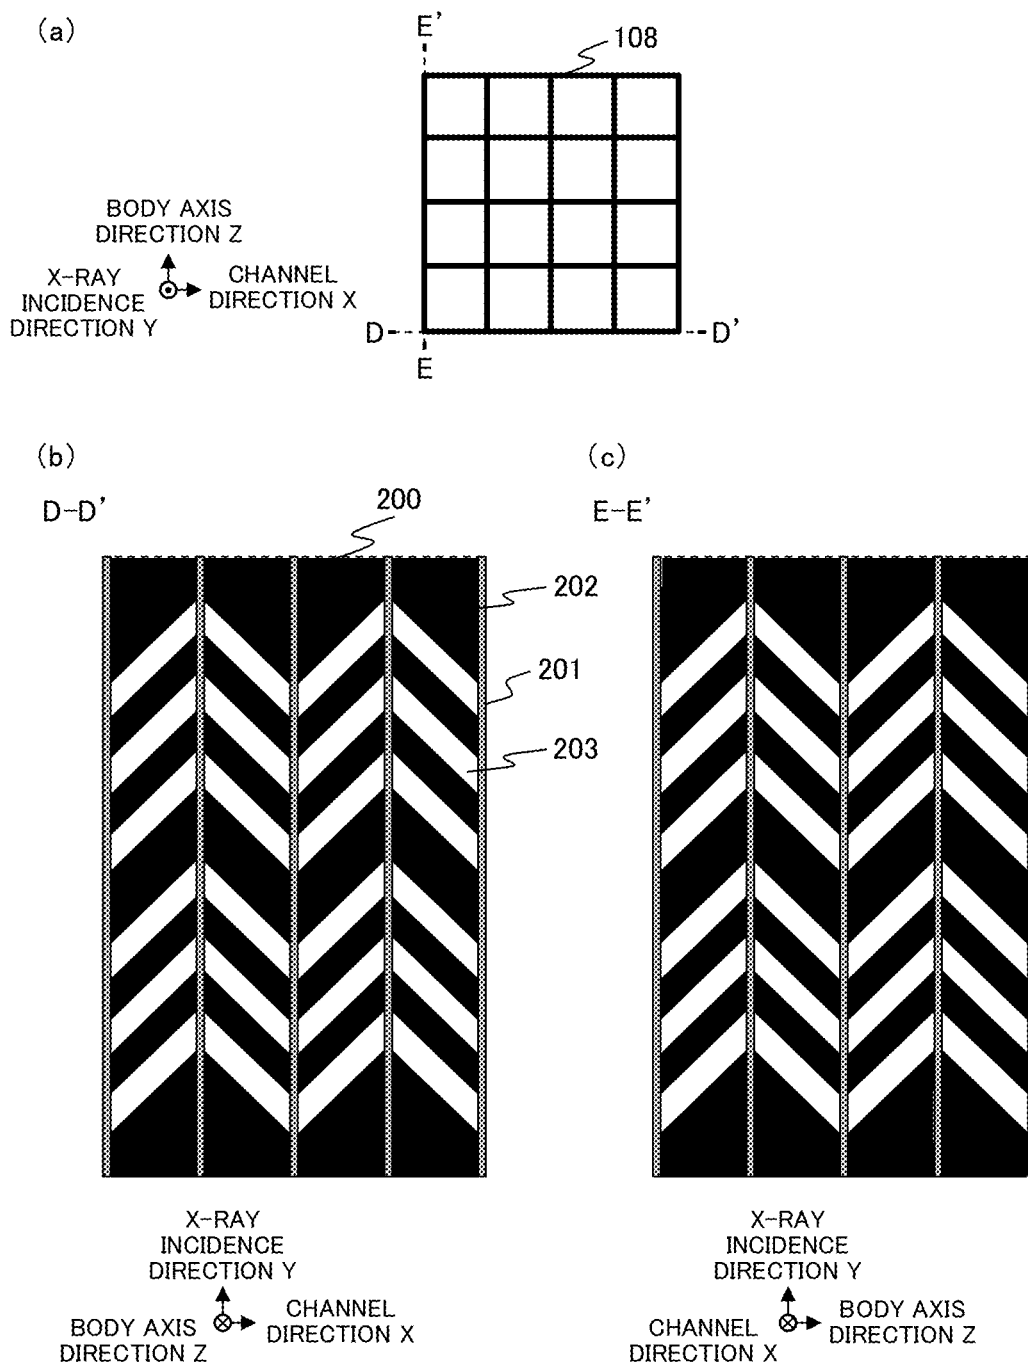 (a)
E'
108
BODY AXIS
DIRECTION Z
X-RAY
INCIDENCE
DIRECTION Y
CHANNEL
DIRECTION X
D
D'
E
(b)
D-D'
200
202
201
203
X-RAY
INCIDENCE
DIRECTION Y
BODY AXIS
DIRECTION Z
CHANNEL
DIRECTION X
(c)
E-E'
X-RAY
INCIDENCE
DIRECTION Y
CHANNEL
DIRECTION X
BODY AXIS
DIRECTION Z